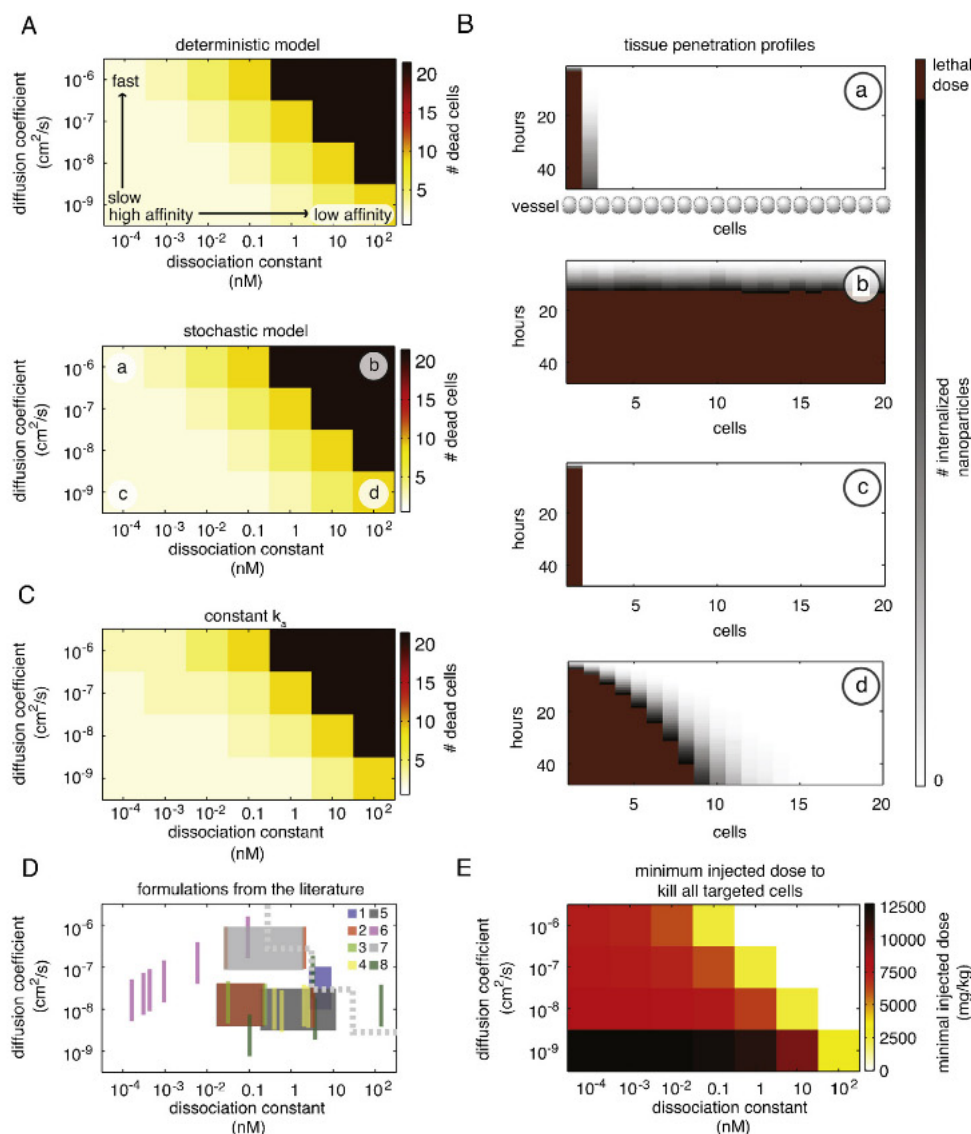 A
deterministic model
diffusion coefficient
(cm²/s)
10⁻⁶
10⁻⁷
10⁻⁸
10⁻⁹
fast
slow
high affinity
low affinity
10⁻⁴ 10⁻³ 10⁻² 0.1 1 10 10²
dissociation constant
(nM)
20
15
10
5
# dead cells
stochastic model
diffusion coefficient
(cm²/s)
10⁻⁶
10⁻⁷
10⁻⁸
10⁻⁹
a
b
c
d
10⁻⁴ 10⁻³ 10⁻² 0.1 1 10 10²
dissociation constant
(nM)
20
15
10
5
# dead cells
B
tissue penetration profiles
hours
20
40
a
vessel
cells
hours
20
40
b
5 10 15 20
cells
hours
20
40
c
5 10 15 20
cells
hours
20
40
d
5 10 15 20
cells
lethal
dose
# internalized
nanoparticles
0
C
constant kₐ
diffusion coefficient
(cm²/s)
10⁻⁶
10⁻⁷
10⁻⁸
10⁻⁹
10⁻⁴ 10⁻³ 10⁻² 0.1 1 10 10²
dissociation constant
(nM)
20
15
10
5
# dead cells
D
formulations from the literature
diffusion coefficient
(cm²/s)
10⁻⁶
10⁻⁷
10⁻⁸
10⁻⁹
1 5
2 6
3 7
4 8
10⁻⁴ 10⁻³ 10⁻² 0.1 1 10 10²
dissociation constant
(nM)
E
minimum injected dose to
kill all targeted cells
diffusion coefficient
(cm²/s)
10⁻⁶
10⁻⁷
10⁻⁸
10⁻⁹
10⁻⁴ 10⁻³ 10⁻² 0.1 1 10 10²
dissociation constant
(nM)
12500
10000
7500
5000
2500
0
minimal injected dose
(mg/kg)